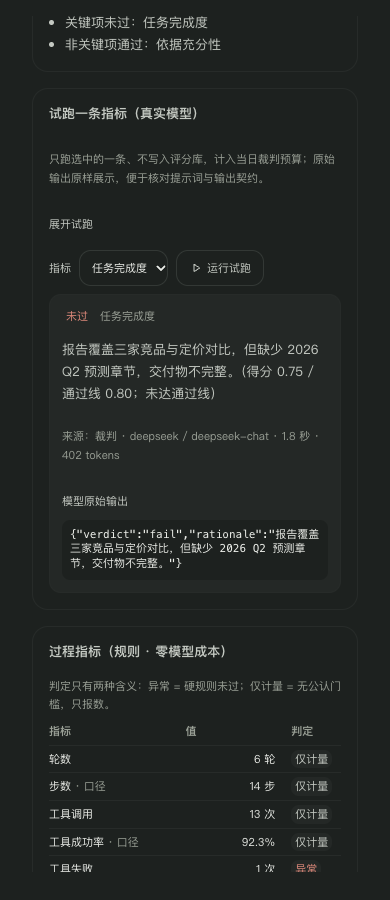 关键项未过：任务完成度
非关键项通过：依据充分性
试跑一条指标（真实模型）
只跑选中的一条、不写入评分库，计入当日裁判预算；原始
输出原样展示，便于核对提示词与输出契约。
展开试跑
指标 任务完成度 运行试跑
未过 任务完成度
报告覆盖三家竞品与定价对比，但缺少 2026
Q2 预测章节，交付物不完整。（得分 0.75 /
通过线 0.80；未达通过线）
来源：裁判 · deepseek / deepseek-chat · 1.8 秒 ·
402 tokens
模型原始输出
{"verdict":"fail","rationale":"报告覆盖
三家竞品与定价对比，但缺少 2026 Q2 预测章
节，交付物不完整。"}
过程指标（规则 · 零模型成本）
判定只有两种含义：异常 = 硬规则未过；仅计量 = 无公认门
槛，只报数。
指标 值 判定
轮数 6 轮 仅计量
步数 · 口径 14 步 仅计量
工具调用 13 次 仅计量
工具成功率 · 口径 92.3% 仅计量
工具失败 1 次 异常